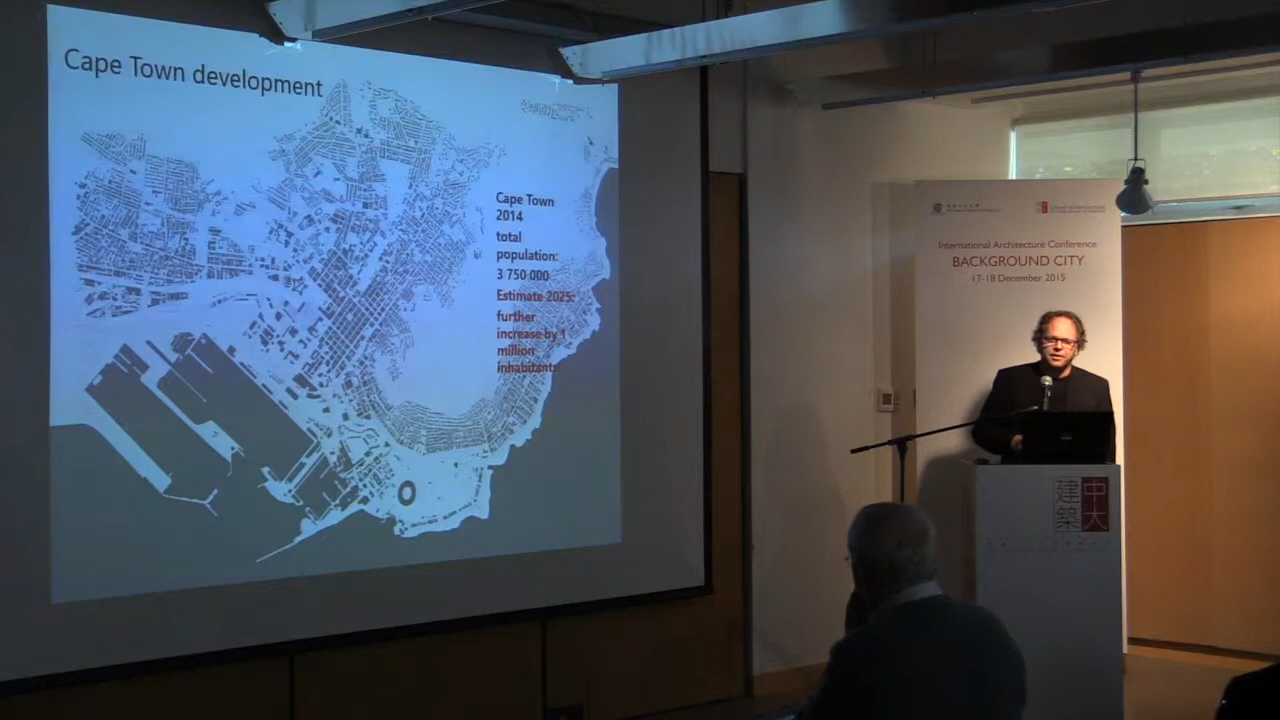 Cape Town development
Cape Town
2014
total
population:
3 750 000
Estimate 2025:
further
increase by 1
million
inhabitants
International Architecture Conference
BACKGROUND CITY
17-18 December 2015
建 中
築 大